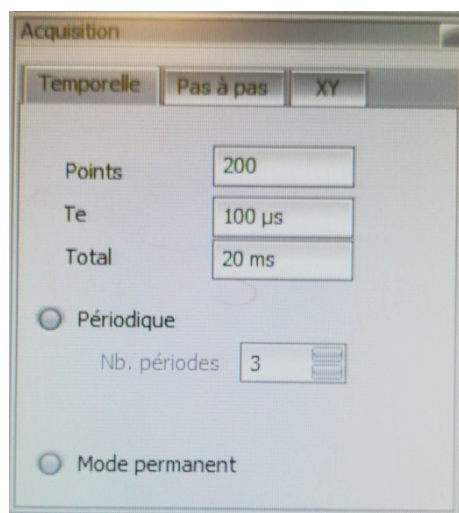 Acquisition
Temporelle Pas à pas XY
Points 200
Te 100 µs
Total 20 ms
Périodique
Nb. périodes 3
Mode permanent